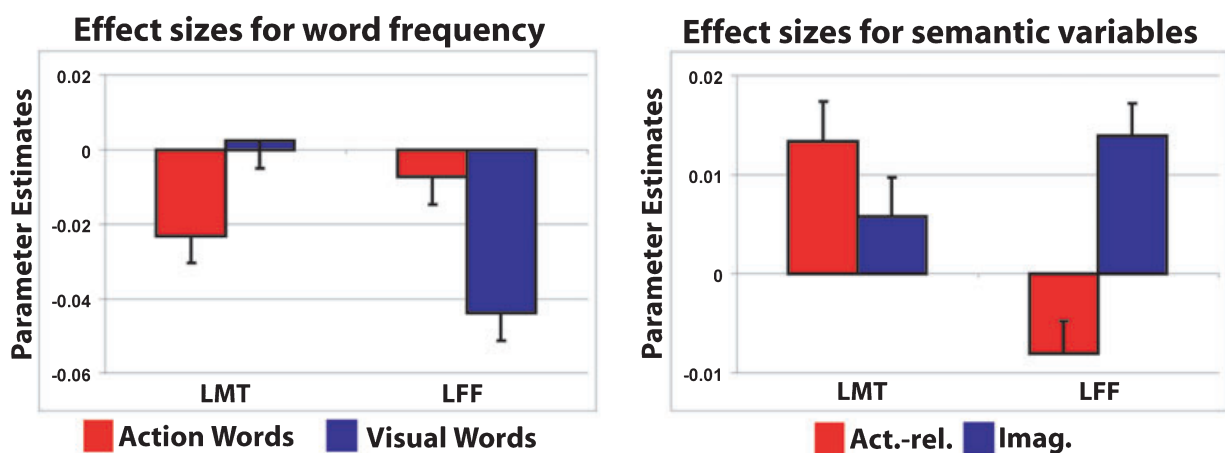 Effect sizes for word frequency
Parameter Estimates
0.02
0
-0.02
-0.04
-0.06
LMT LFF
Action Words Visual Words
Effect sizes for semantic variables
Parameter Estimates
0.02
0.01
0
-0.01
LMT LFF
Act.-rel. Imag.